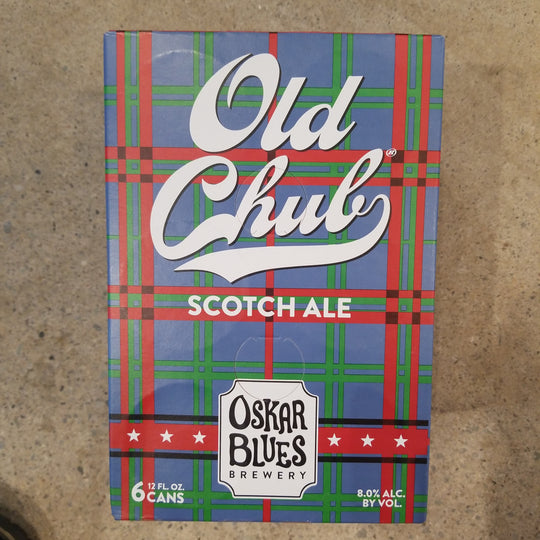 Old
Chub®
SCOTCH ALE
OSKAR
BLUES
BREWERY
6 12 FL. OZ.
CANS
8.0% ALC.
BY VOL.